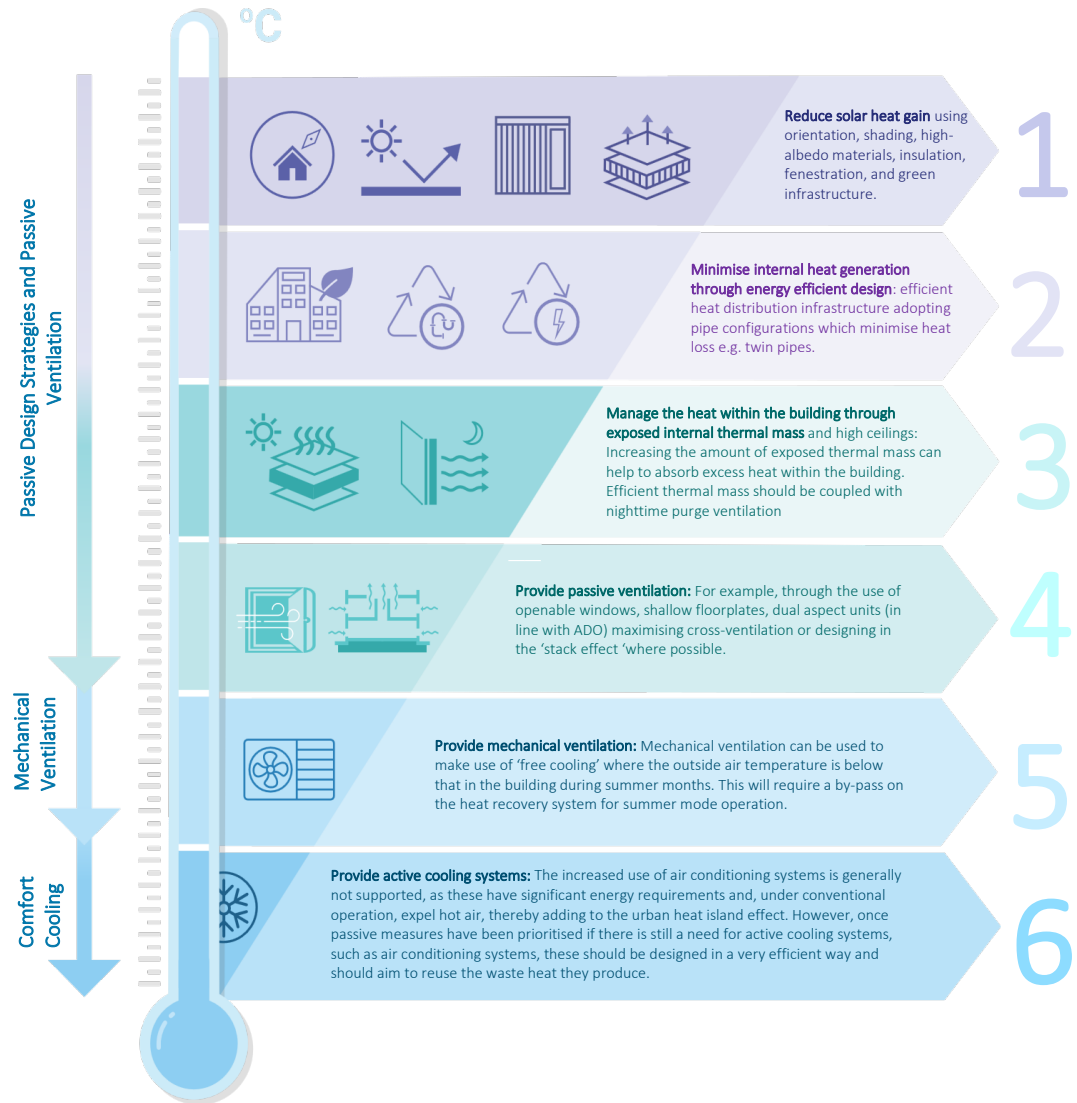 °C
Passive Design Strategies and Passive
Ventilation
Mechanical
Ventilation
Comfort
Cooling
Reduce solar heat gain using
orientation, shading, high-
albedo materials, insulation,
fenestration, and green
infrastructure.
1
Minimise internal heat generation
through energy efficient design: efficient
heat distribution infrastructure adopting
pipe configurations which minimise heat
loss e.g. twin pipes.
2
Manage the heat within the building through
exposed internal thermal mass and high ceilings:
Increasing the amount of exposed thermal mass can
help to absorb excess heat within the building.
Efficient thermal mass should be coupled with
nighttime purge ventilation
3
Provide passive ventilation: For example, through the use of
openable windows, shallow floorplates, dual aspect units (in
line with ADO) maximising cross-ventilation or designing in
the ‘stack effect ‘where possible.
4
Provide mechanical ventilation: Mechanical ventilation can be used to
make use of ‘free cooling’ where the outside air temperature is below
that in the building during summer months. This will require a by-pass on
the heat recovery system for summer mode operation.
5
Provide active cooling systems: The increased use of air conditioning systems is generally
not supported, as these have significant energy requirements and, under conventional
operation, expel hot air, thereby adding to the urban heat island effect. However, once
passive measures have been prioritised if there is still a need for active cooling systems,
such as air conditioning systems, these should be designed in a very efficient way and
should aim to reuse the waste heat they produce.
6